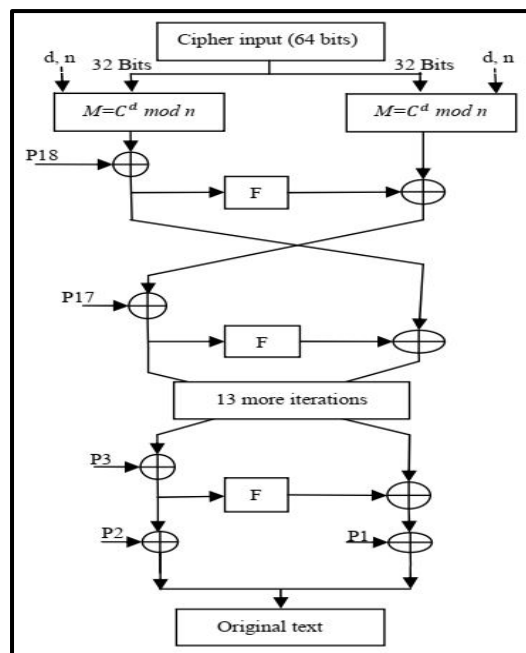 Cipher input (64 bits)
d, n
32 Bits
32 Bits
d, n
M=C^d mod n
M=C^d mod n
P18
F
P17
F
13 more iterations
P3
F
P2
P1
Original text